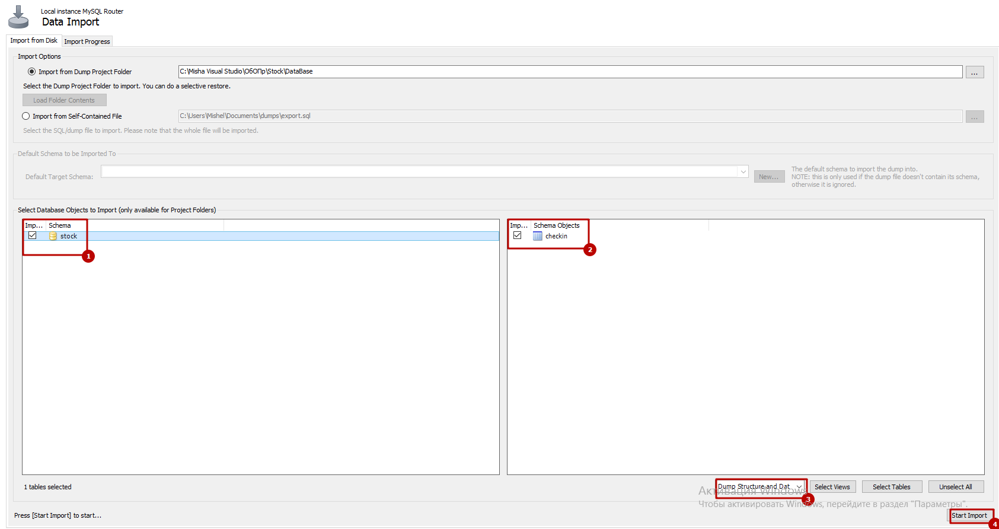 Local instance MySQL Router
Data Import
Import from Disk
Import Progress
Import Options
Import from Dump Project Folder
C:\Misha Visual Studio\ОбОПр\Stock\DataBase
...
Select the Dump Project Folder to import. You can do a selective restore.
Load Folder Contents
Import from Self-Contained File
C:\Users\Mishel\Documents\dumps\export.sql
...
Select the SQL/dump file to import. Please note that the whole file will be imported.
Default Schema to be Imported To
Default Target Schema:
New...
The default schema to import the dump into.
NOTE: this is only used if the dump file doesn't contain its schema,
otherwise it is ignored.
Select Database Objects to Import (only available for Project Folders)
Imp... Schema
stock
1
Imp... Schema Objects
checkin
2
1 tables selected
Dump Structure and Dat
3
Select Views
Select Tables
Unselect All
Активация Windows
Чтобы активировать Windows, перейдите в раздел "Параметры".
Press [Start Import] to start...
Start Import
4